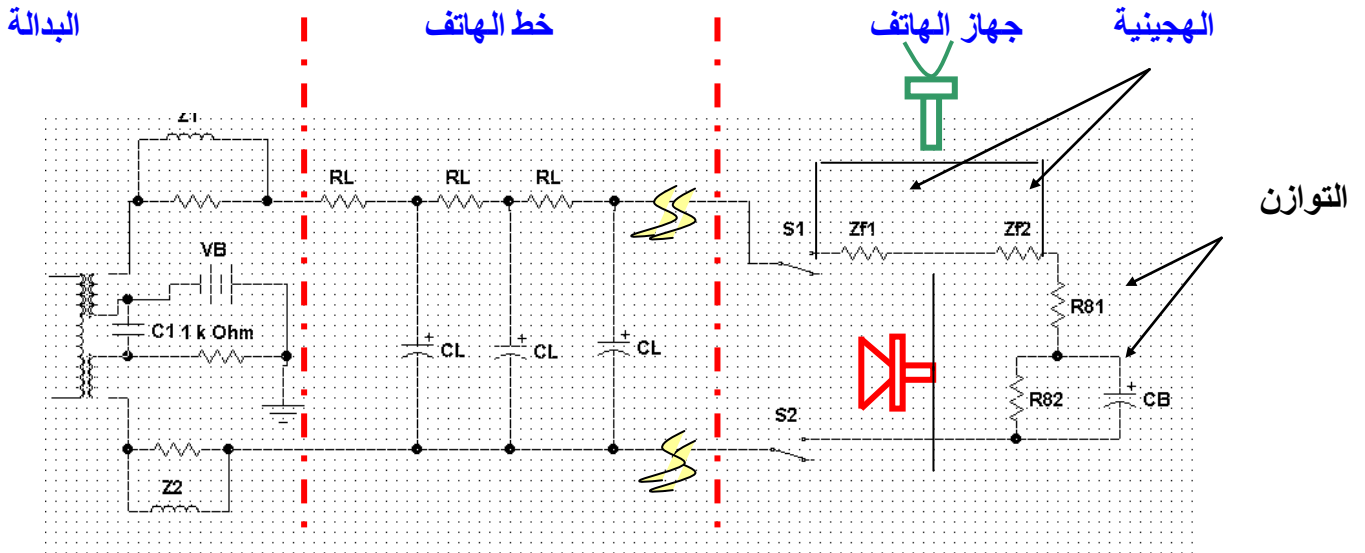 البدالة
خط الهاتف
جهاز الهاتف
الهجينية
التوازن
Z1
RL
RL
RL
S1
Zf1
Zf2
VB
R81
C1 1 k Ohm
CL
CL
CL
R82
CB
S2
Z2